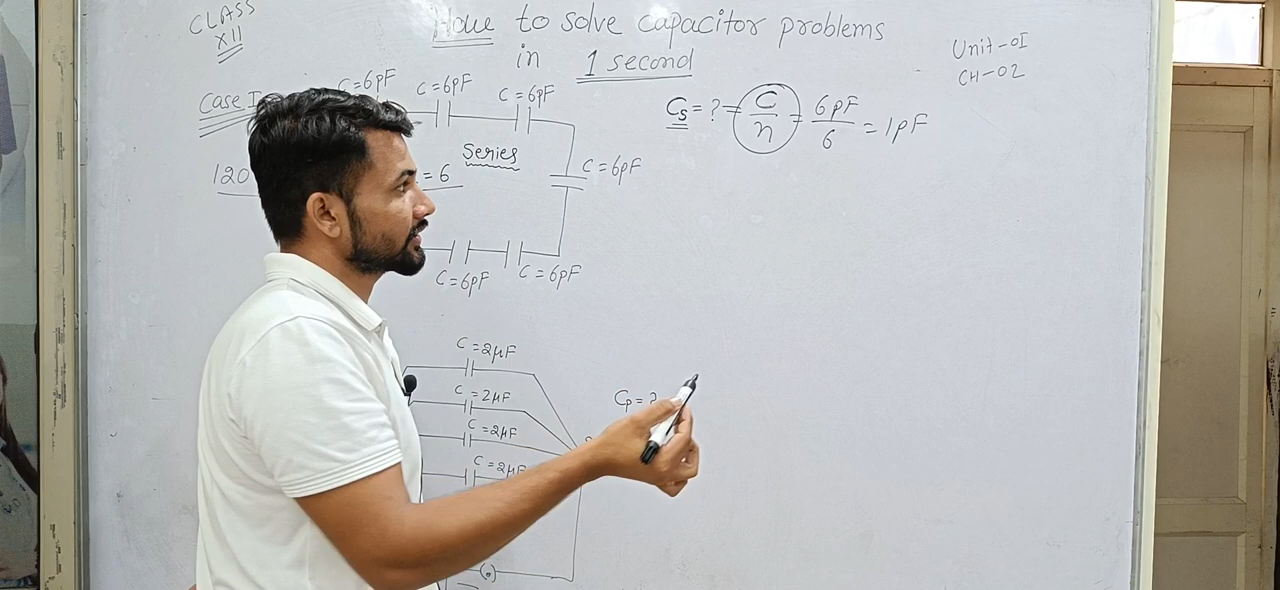 CLASS
XII
How to solve capacitor problems
in 1 second
Unit-01
CH-02
Case I
C=6pF
C=6pF
C=6pF
Cs = ? = C/n = 6pF/6 = 1pF
Series
C=6pF
120
= 6
C=6pF
C=6pF
C=2μF
C=2μF
C=2μF
C=2μF
Cp = ?